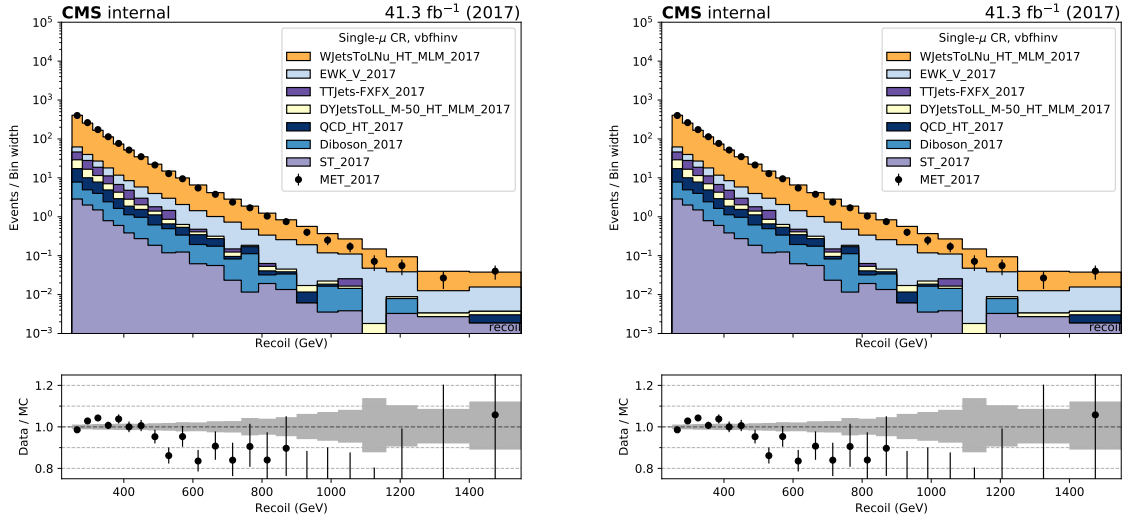 CMS internal 41.3 fb⁻¹ (2017)
10⁵
10⁴
10³
10²
10¹
10⁰
10⁻¹
10⁻²
10⁻³
Events / Bin width
Single-μ CR, vbfhinv
WJetsToLNu_HT_MLM_2017
EWK_V_2017
TTJets-FXFX_2017
DYJetsToLL_M-50_HT_MLM_2017
QCD_HT_2017
Diboson_2017
ST_2017
MET_2017
recoil
Recoil (GeV)
1.2
1.0
0.8
Data / MC
400 600 800 1000 1200 1400
Recoil (GeV)
CMS internal 41.3 fb⁻¹ (2017)
10⁵
10⁴
10³
10²
10¹
10⁰
10⁻¹
10⁻²
10⁻³
Events / Bin width
Single-μ CR, vbfhinv
WJetsToLNu_HT_MLM_2017
EWK_V_2017
TTJets-FXFX_2017
DYJetsToLL_M-50_HT_MLM_2017
QCD_HT_2017
Diboson_2017
ST_2017
MET_2017
recoil
Recoil (GeV)
1.2
1.0
0.8
Data / MC
400 600 800 1000 1200 1400
Recoil (GeV)